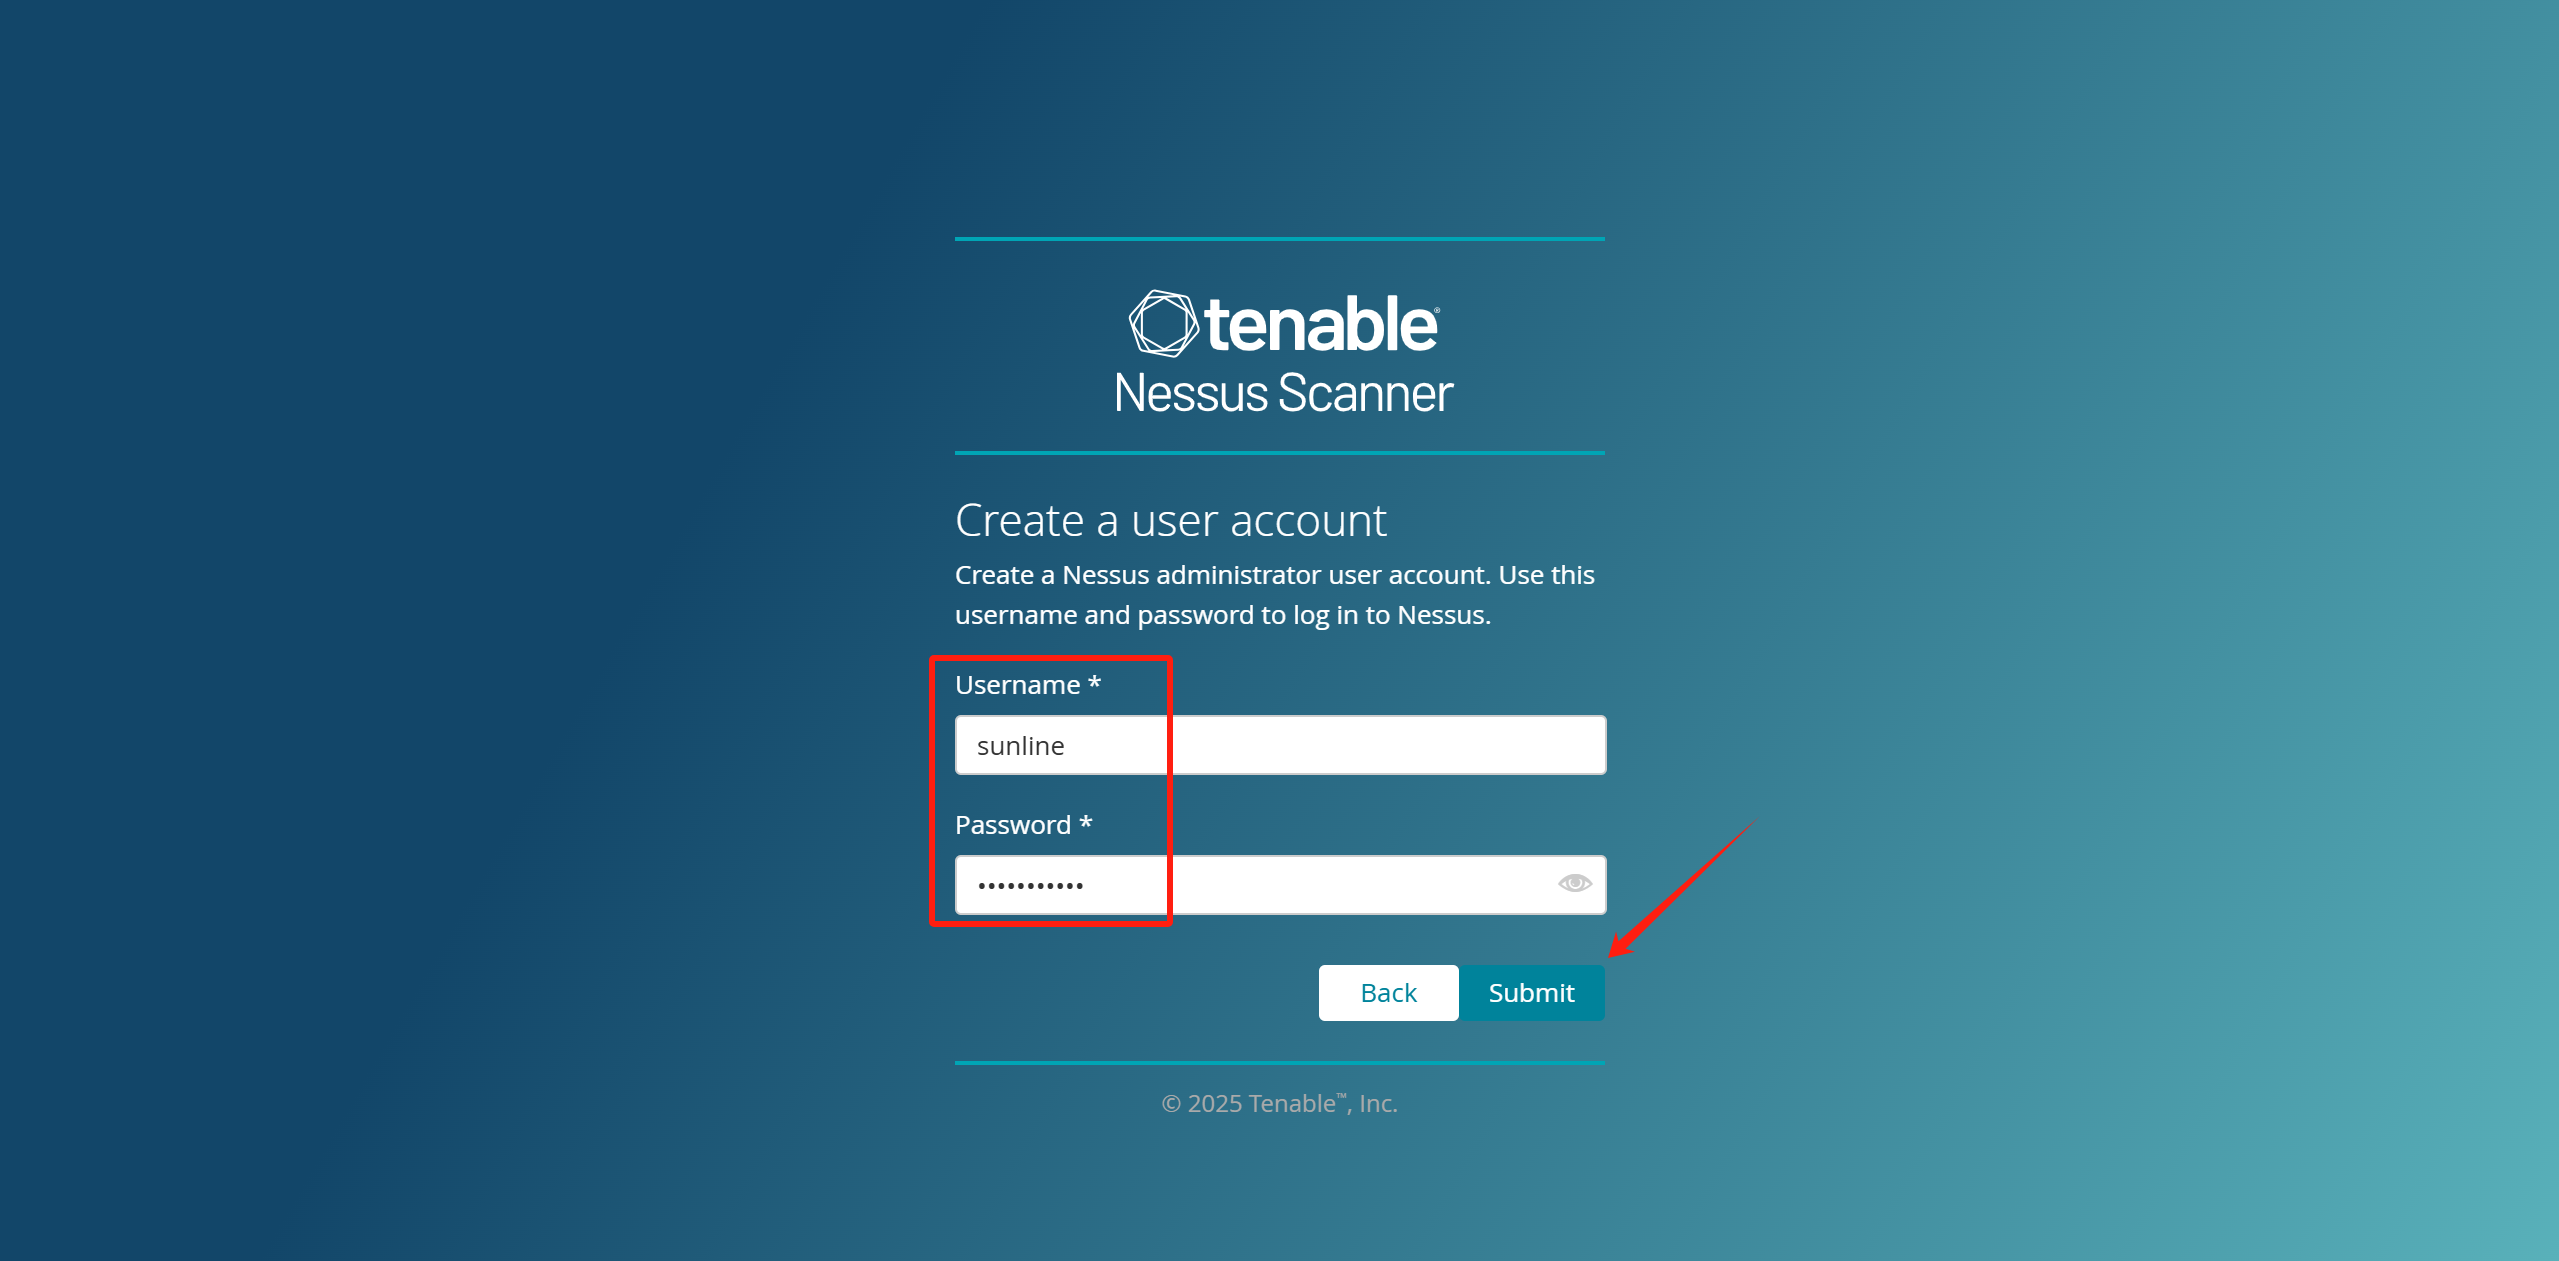 tenable®
Nessus Scanner
Create a user account
Create a Nessus administrator user account. Use this
username and password to log in to Nessus.
Username *
sunline
Password *
•••••••••••
Back
Submit
© 2025 Tenable™, Inc.